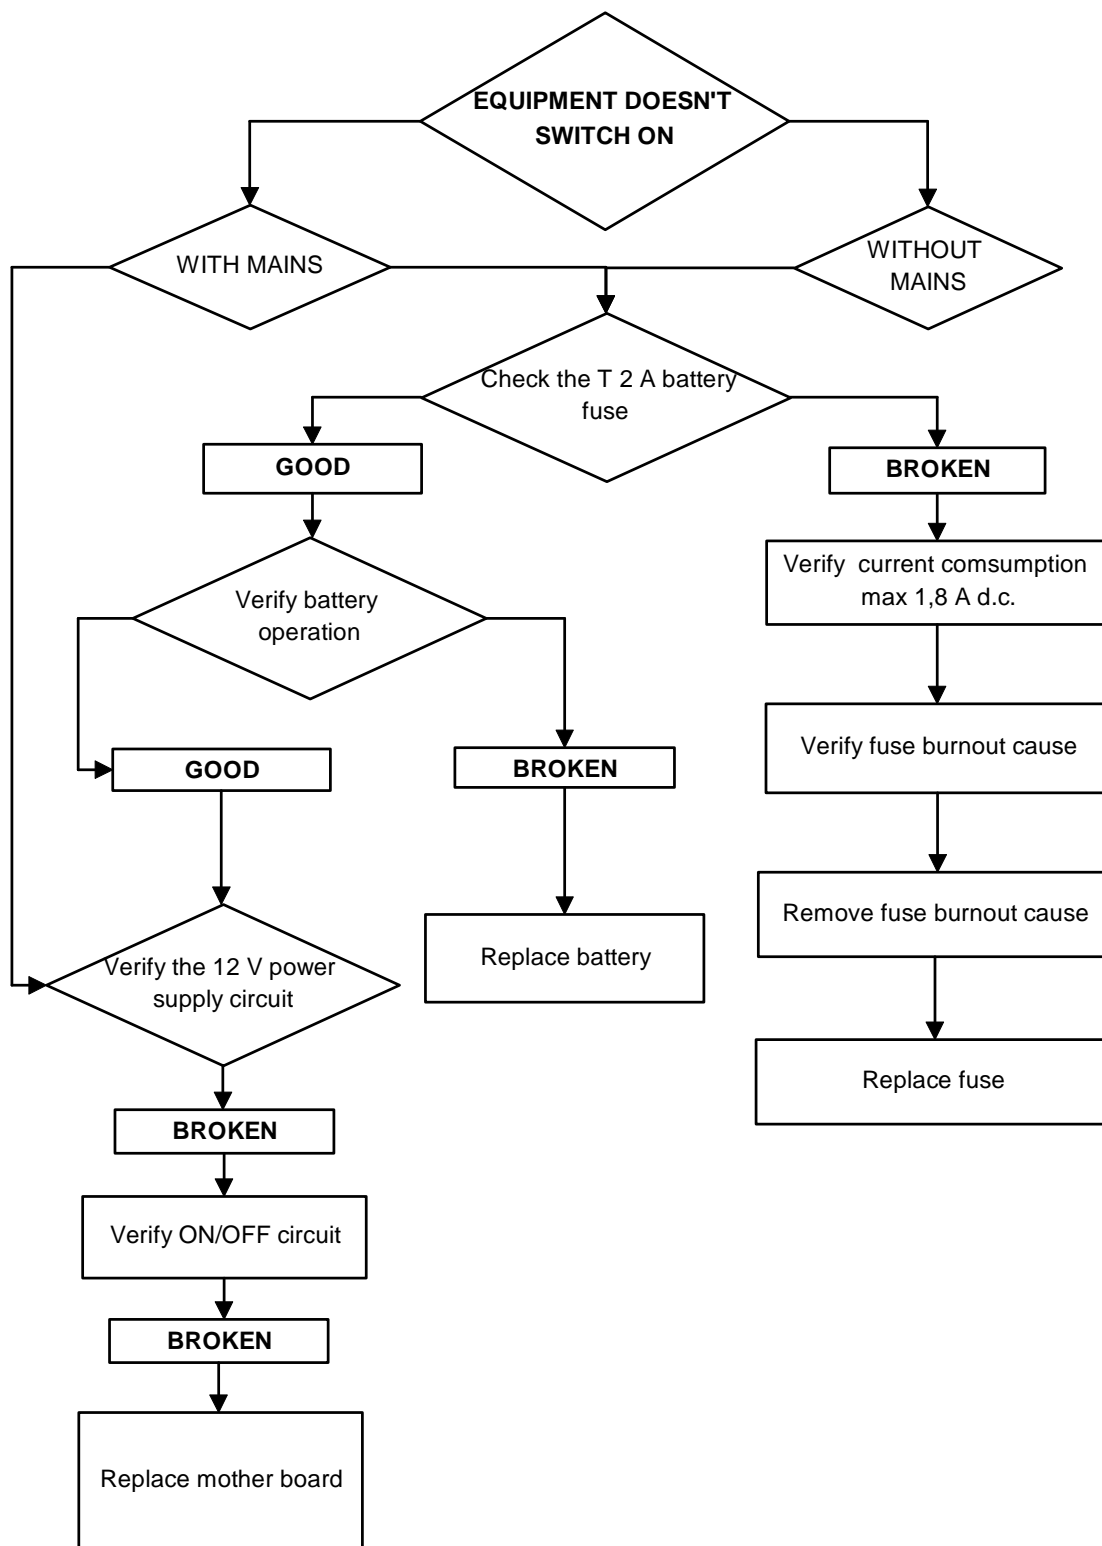 EQUIPMENT DOESN'T
SWITCH ON
WITH MAINS
WITHOUT
MAINS
Check the T 2 A battery
fuse
GOOD
BROKEN
Verify current comsumption
max 1,8 A d.c.
Verify battery
operation
Verify fuse burnout cause
GOOD
BROKEN
Remove fuse burnout cause
Replace battery
Verify the 12 V power
supply circuit
Replace fuse
BROKEN
Verify ON/OFF circuit
BROKEN
Replace mother board